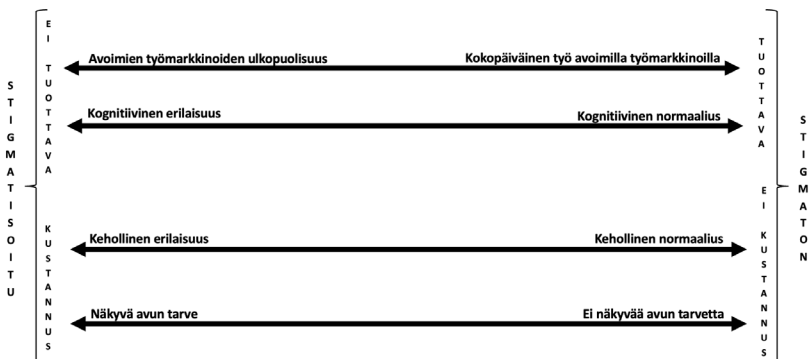 STIGMATISOITU
EI TUOTTAVA
KUSTANNUS
Avoimien työmarkkinoiden ulkopuolisuus
Kokopäiväinen työ avoimilla työmarkkinoilla
Kognitiivinen erilaisuus
Kognitiivinen normaalius
Kehollinen erilaisuus
Kehollinen normaalius
Näkyvä avun tarve
Ei näkyvää avun tarvetta
TUOTTAVA
EI KUSTANNUS
STIGMATON